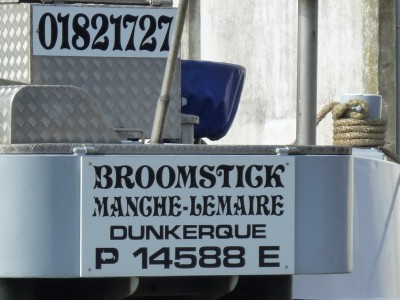 01821727
BROOMSTICK
MANCHE-LEMAIRE
DUNKERQUE
P 14588 E